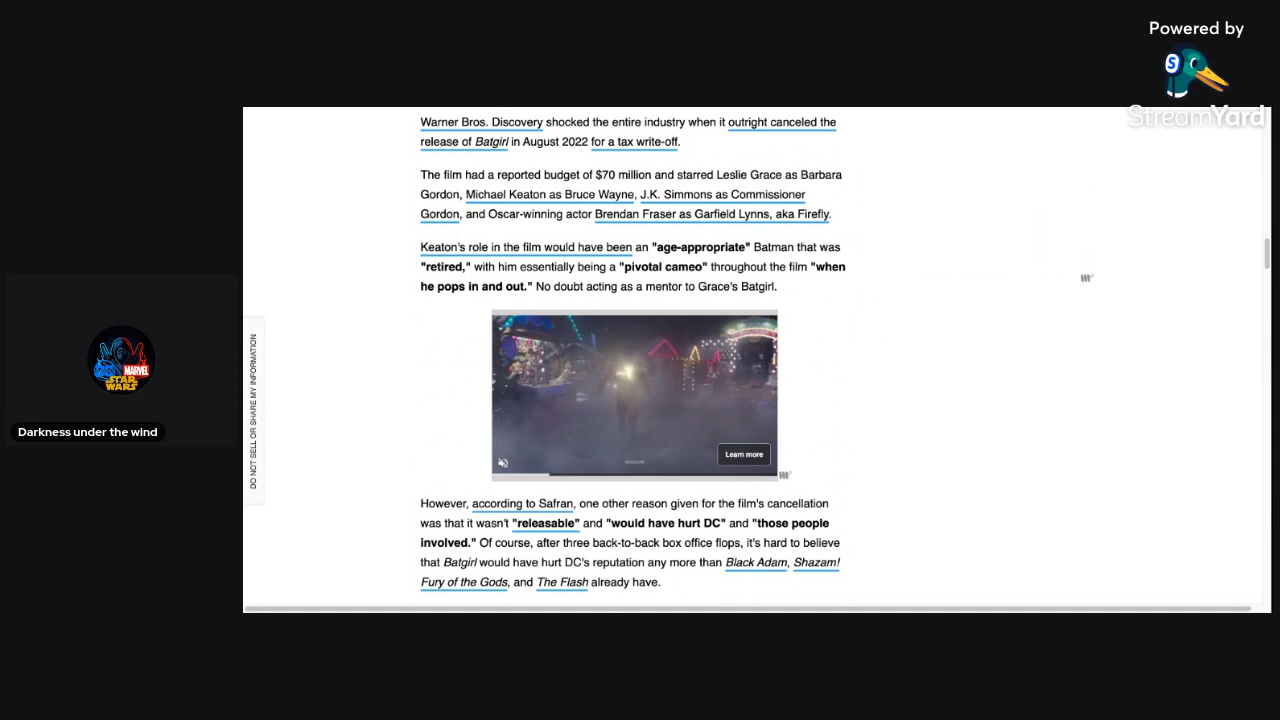 Powered by
S
StreamYard
Warner Bros. Discovery shocked the entire industry when it outright canceled the
release of Batgirl in August 2022 for a tax write-off.
The film had a reported budget of $70 million and starred Leslie Grace as Barbara
Gordon, Michael Keaton as Bruce Wayne, J.K. Simmons as Commissioner
Gordon, and Oscar-winning actor Brendan Fraser as Garfield Lynns, aka Firefly.
Keaton's role in the film would have been an "age-appropriate" Batman that was
"retired," with him essentially being a "pivotal cameo" throughout the film "when
he pops in and out." No doubt acting as a mentor to Grace's Batgirl.
Learn more
However, according to Safran, one other reason given for the film's cancellation
was that it wasn't "releasable" and "would have hurt DC" and "those people
involved." Of course, after three back-to-back box office flops, it's hard to believe
that Batgirl would have hurt DC's reputation any more than Black Adam, Shazam!
Fury of the Gods, and The Flash already have.
DO NOT SELL OR SHARE MY INFORMATION
MARVEL
STAR
WARS
Darkness under the wind